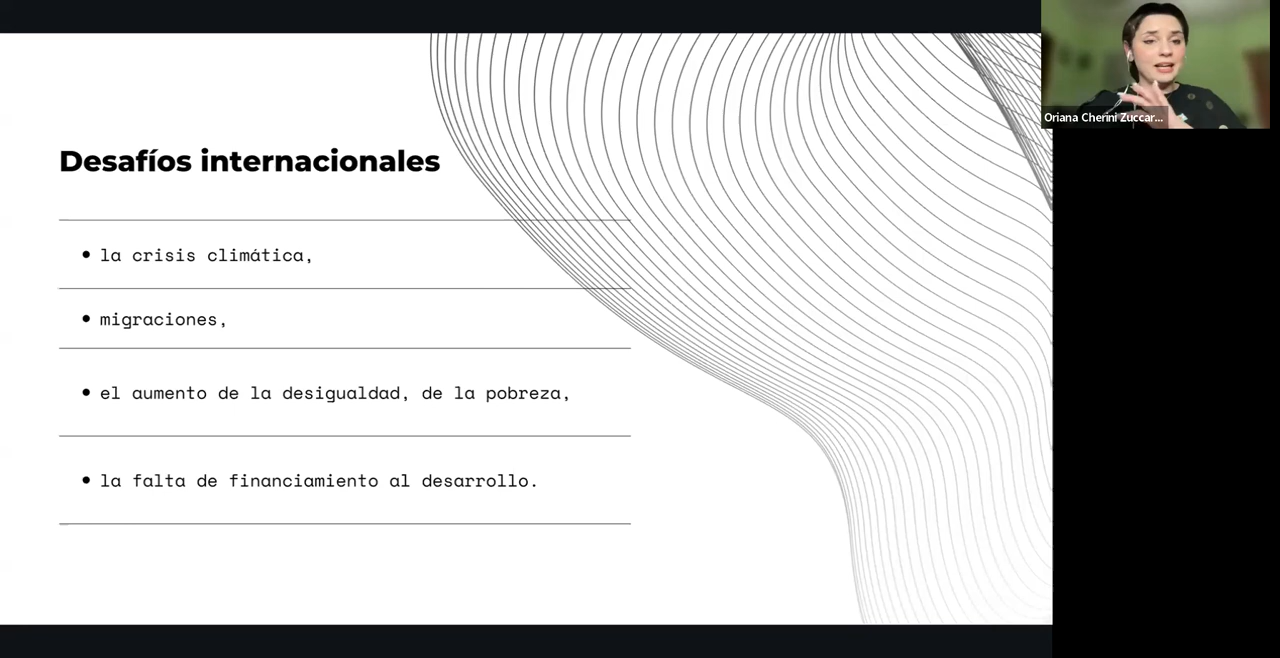 Desafíos internacionales
• la crisis climática,
• migraciones,
• el aumento de la desigualdad, de la pobreza,
• la falta de financiamiento al desarrollo.
Oriana Cherini Zuccar...